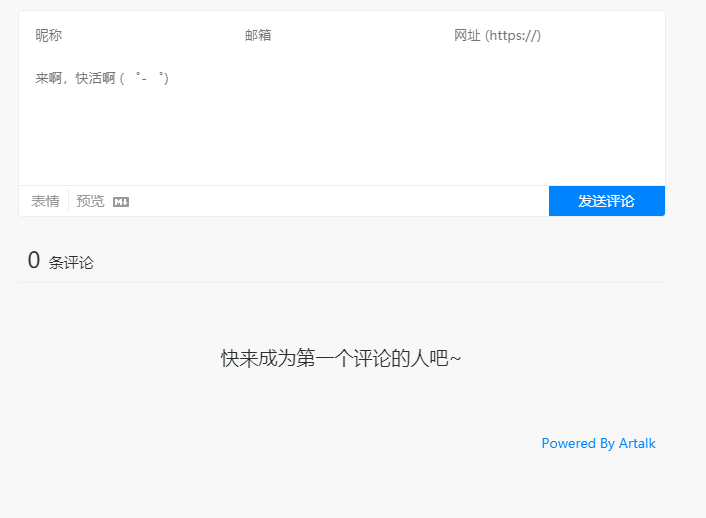 昵称 邮箱 网址 (https://)
来啊，快活啊 ( ゜- ゜)
表情 预览 M↓ 发送评论
0 条评论
快来成为第一个评论的人吧~
Powered By Artalk